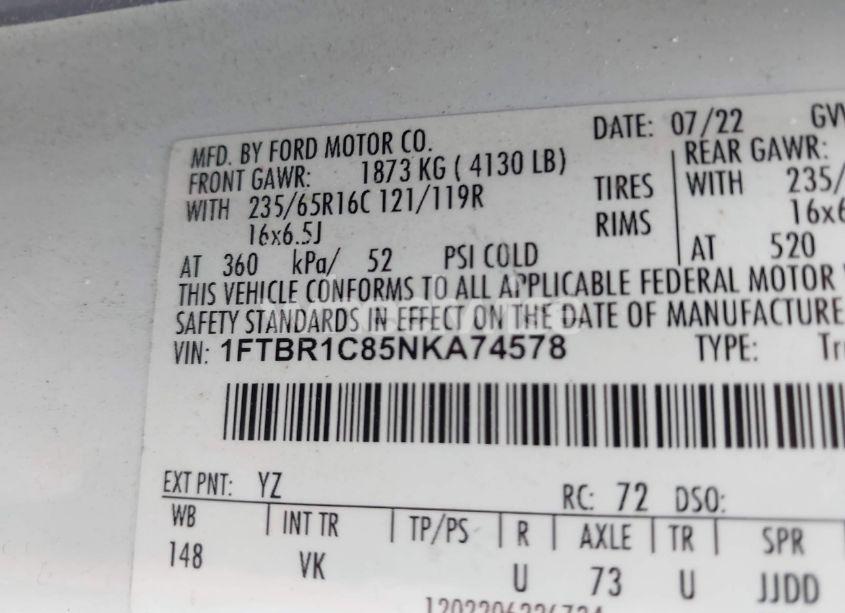 MFD. BY FORD MOTOR CO.
DATE: 07/22
FRONT GAWR: 1873 KG ( 4130 LB)
REAR GAWR:
WITH 235/65R16C 121/119R
TIRES
WITH 235/
16x6.5J
RIMS
AT 360 kPa/ 52 PSI COLD
AT 520
THIS VEHICLE CONFORMS TO ALL APPLICABLE FEDERAL MOTOR
SAFETY STANDARDS IN EFFECT ON THE DATE OF MANUFACTURE
VIN: 1FTBR1C85NKA74578 TYPE:
EXT PNT: YZ RC: 72 DSO:
WB INT TR TP/PS R AXLE TR SPR
148 VK U 73 U JJDD